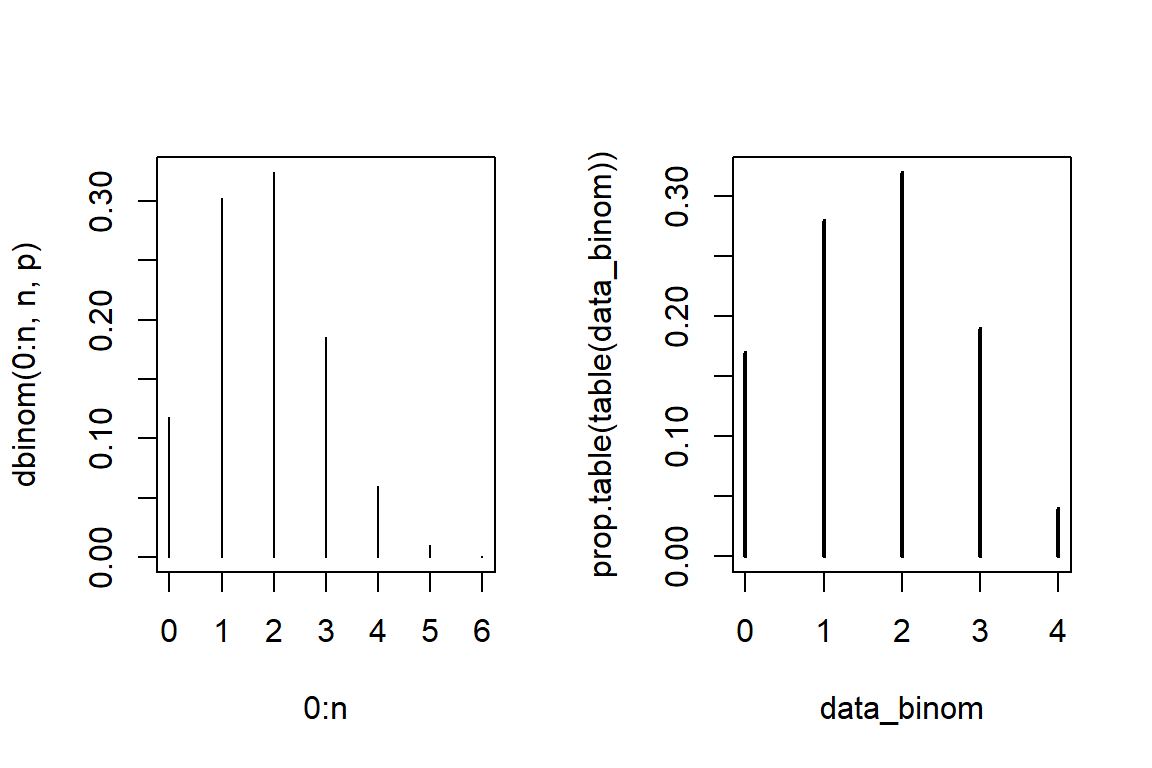 dbinom(0:n, n, p)
0.00 0.10 0.20 0.30
0 1 2 3 4 5 6
0:n
prop.table(table(data_binom))
0.00 0.10 0.20 0.30
0 1 2 3 4
data_binom